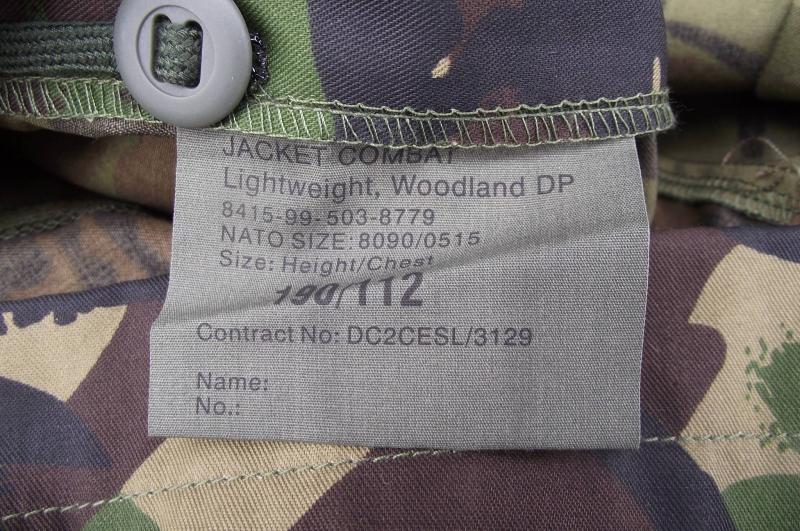 JACKET COMBAT
Lightweight, Woodland DP
8415-99-503-8779
NATO SIZE: 8090/0515
Size: Height/Chest
190/112
Contract No: DC2CESL/3129
Name:
No.: